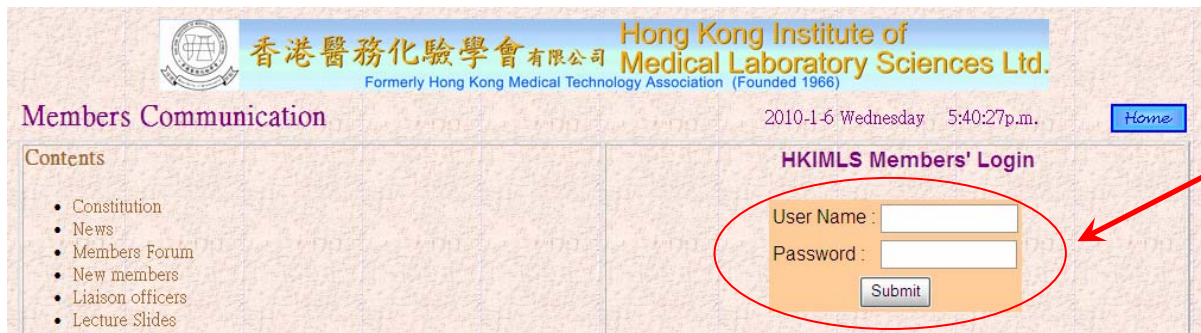 香港醫務化驗學會有限公司
Hong Kong Institute of
Medical Laboratory Sciences Ltd.
Formerly Hong Kong Medical Technology Association (Founded 1966)
Members Communication
2010-1-6 Wednesday 5:40:27p.m.
Home
Contents
• Constitution
• News
• Members Forum
• New members
• Liaison officers
• Lecture Slides
HKIMLS Members' Login
User Name :
Password :
Submit